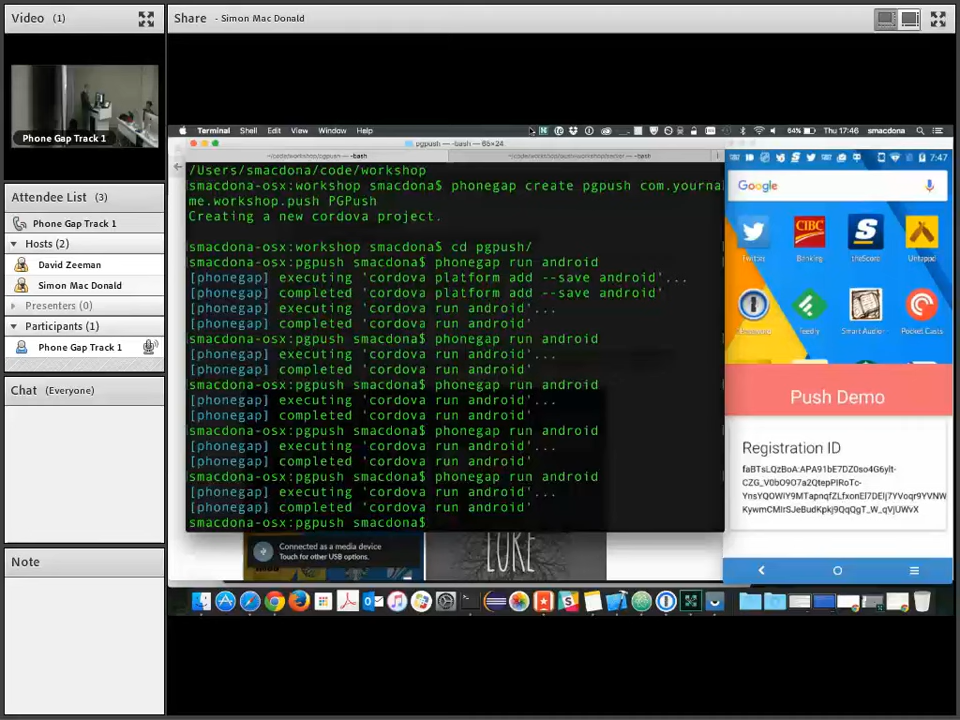 Video (1)
Phone Gap Track 1
Attendee List (3)
Phone Gap Track 1
Hosts (2)
David Zeeman
Simon Mac Donald
Presenters (0)
Participants (1)
Phone Gap Track 1
Chat (Everyone)
Note
Share - Simon Mac Donald
Terminal Shell Edit View Window Help
64% Thu 17:46 smacdona
pgpush — -bash — 65×24
/Users/smacdona/code/workshop
smacdona-osx:workshop smacdona$ phonegap create pgpush com.yourna
me.workshop.push PGPush
Creating a new cordova project.
smacdona-osx:workshop smacdona$ cd pgpush/
smacdona-osx:pgpush smacdona$ phonegap run android
[phonegap] executing 'cordova platform add --save android'...
[phonegap] completed 'cordova platform add --save android'
[phonegap] executing 'cordova run android'...
[phonegap] completed 'cordova run android'
smacdona-osx:pgpush smacdona$ phonegap run android
[phonegap] executing 'cordova run android'...
[phonegap] completed 'cordova run android'
smacdona-osx:pgpush smacdona$ phonegap run android
[phonegap] executing 'cordova run android'...
[phonegap] completed 'cordova run android'
smacdona-osx:pgpush smacdona$ phonegap run android
[phonegap] executing 'cordova run android'...
[phonegap] completed 'cordova run android'
smacdona-osx:pgpush smacdona$ phonegap run android
[phonegap] executing 'cordova run android'...
[phonegap] completed 'cordova run android'
smacdona-osx:pgpush smacdona$
Connected as a media device
Touch for other USB options.
LUKE
7:47
Google
CIBC
Twitter
Banking
theScore
Untappd
Feedly
Smart Audio
Pocket Casts
Push Demo
Registration ID